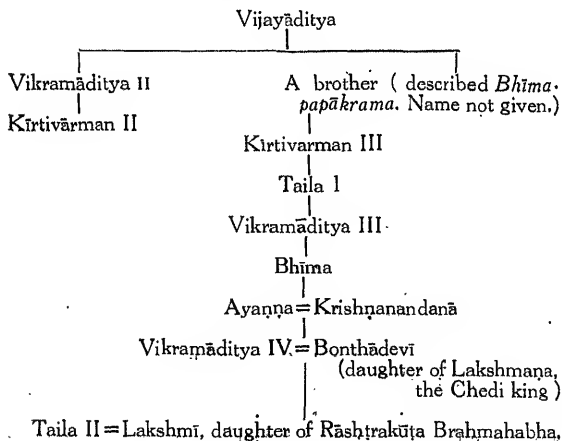 Vijayāditya
Vikramāditya II A brother ( described Bhīma-
papākrama. Name not given.)
Kīrtivārman II
Kīrtivarman III
Taila 1
Vikramāditya III
Bhīma
Ayaṇṇa=Krishṇanandanā
Vikramāditya IV.=Bonthādevī
(daughter of Lakshmaṇa,
the Chedi king )
Taila II=Lakshmī, daughter of Rāshṭrakūṭa Brahmahabha,